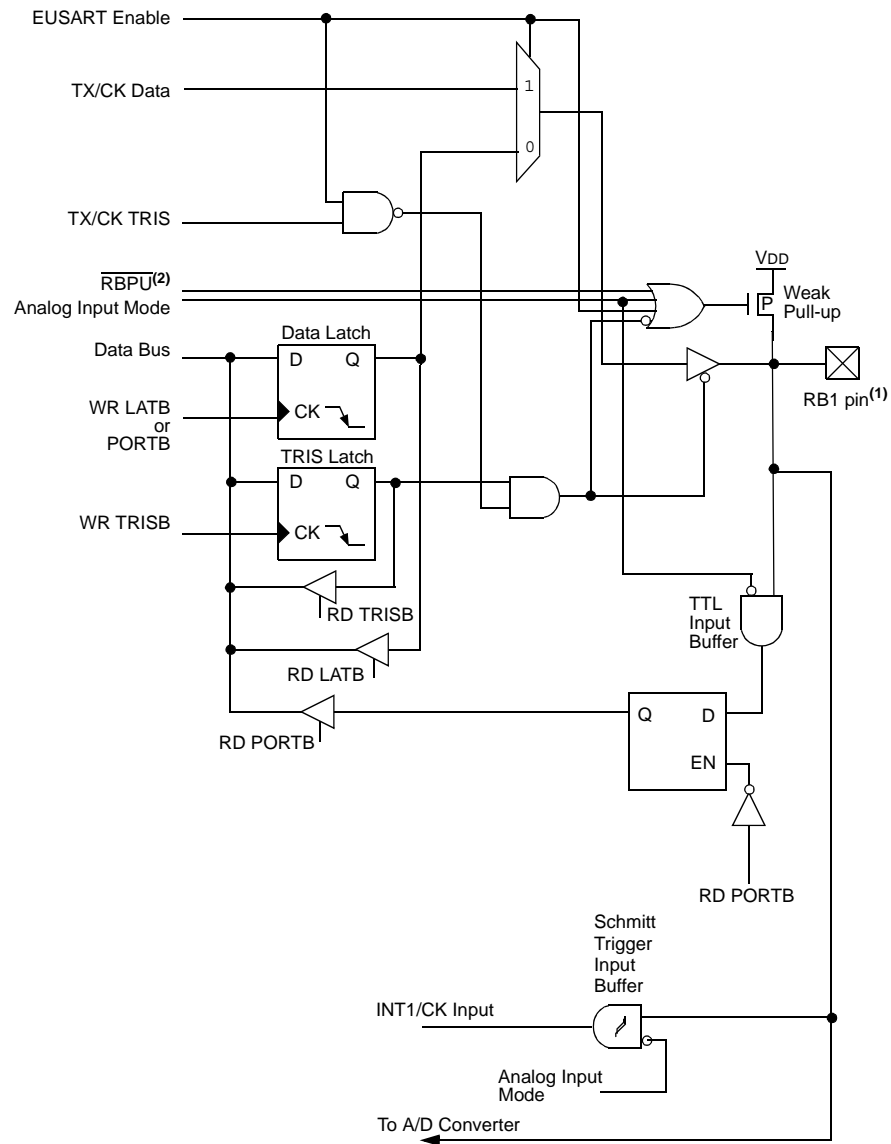 EUSART Enable
TX/CK Data
1
0
TX/CK TRIS
RBPU(2)
Analog Input Mode
VDD
P
Weak
Pull-up
Data Latch
Data Bus
D Q
WR LATB
or
PORTB
CK
RB1 pin(1)
TRIS Latch
D Q
WR TRISB
CK
RD TRISB
TTL
Input
Buffer
RD LATB
Q D
RD PORTB
EN
RD PORTB
Schmitt
Trigger
Input
Buffer
INT1/CK Input
Analog Input
Mode
To A/D Converter